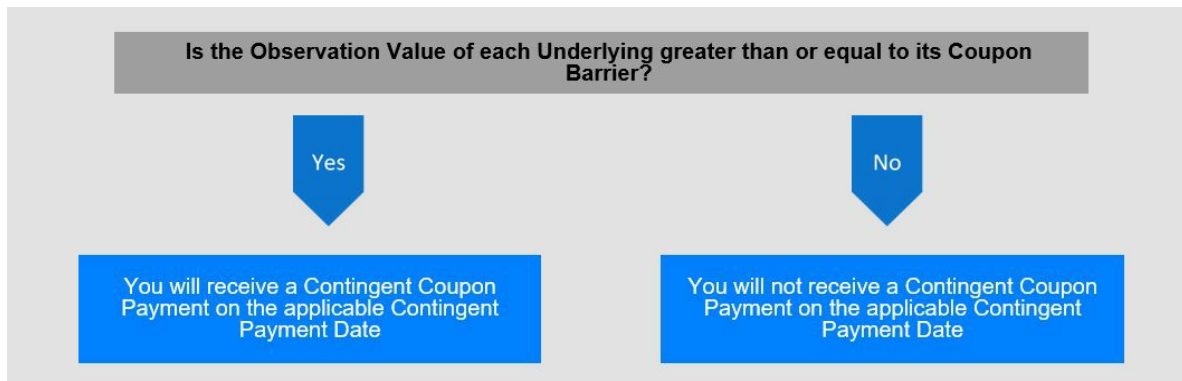 Is the Observation Value of each Underlying greater than or equal to its Coupon
Barrier?
Yes
No
You will receive a Contingent Coupon
Payment on the applicable Contingent
Payment Date
You will not receive a Contingent Coupon
Payment on the applicable Contingent
Payment Date